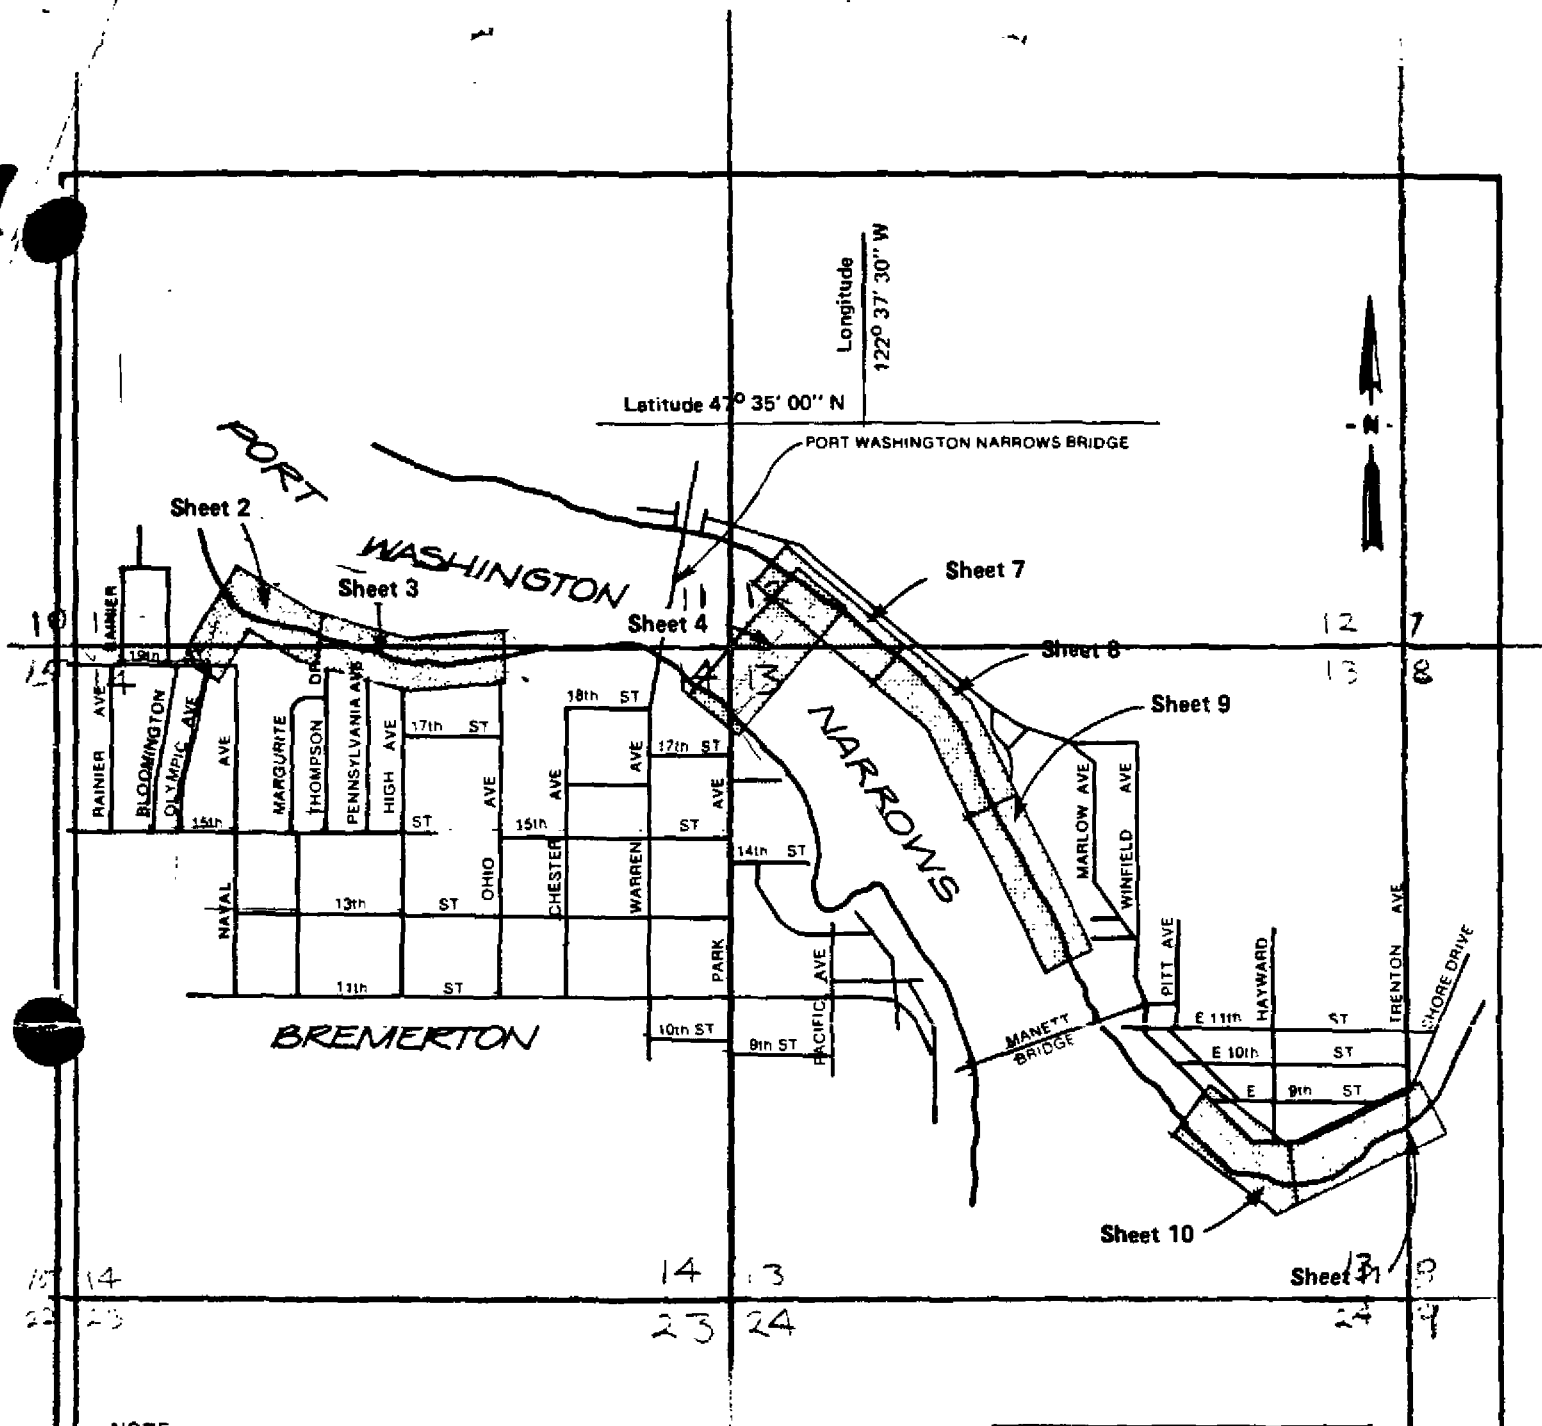 Longitude
122° 37' 30" W
Latitude 47° 35' 00" N
PORT WASHINGTON NARROWS BRIDGE
- N -
PORT
WASHINGTON
NARROWS
Sheet 2
Sheet 3
Sheet 4
Sheet 7
Sheet 8
Sheet 9
11
12
7
13
8
RAINIER
19th
RAINIER AVE
BLOOMINGTON
OLYMPIC AVE
NAVAL AVE
MARGURITE
THOMPSON DR
PENNSYLVANIA AVE
HIGH AVE
OHIO AVE
CHESTER AVE
WARREN AVE
PARK AVE
PACIFIC AVE
18th ST
17th ST
17th ST
15th ST
15th ST
14th ST
13th ST
11th ST
10th ST
9th ST
BREMERTON
MANETT
BRIDGE
MARLOW AVE
WINFIELD AVE
PITT AVE
HAYWARD
TRENTON AVE
SHORE DRIVE
E 11th ST
E 10th ST
E 9th ST
Sheet 10
Sheet
14
14 13
23 24
24
NOTE